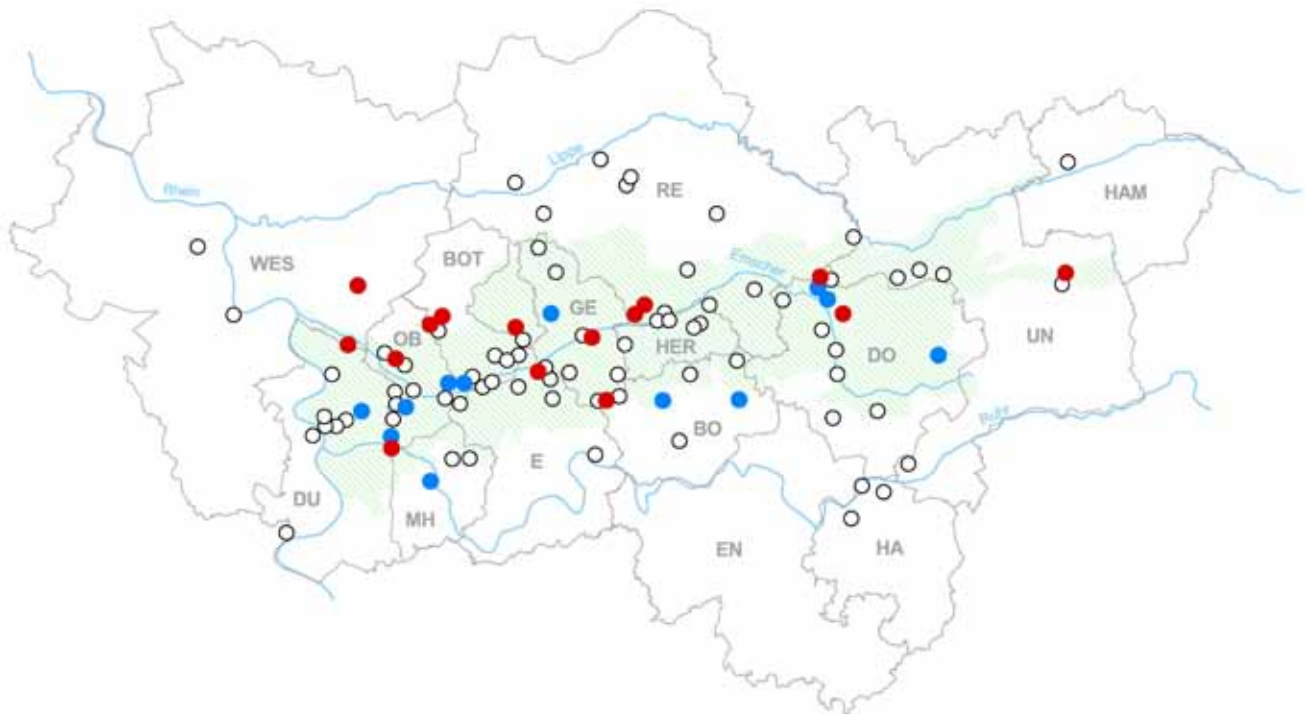 Lippe
Rhein
RE
HAM
WES
BOT
Emscher
GE
OB
HER
DO
UN
BO
Ruhr
E
DU
MH
EN
HA